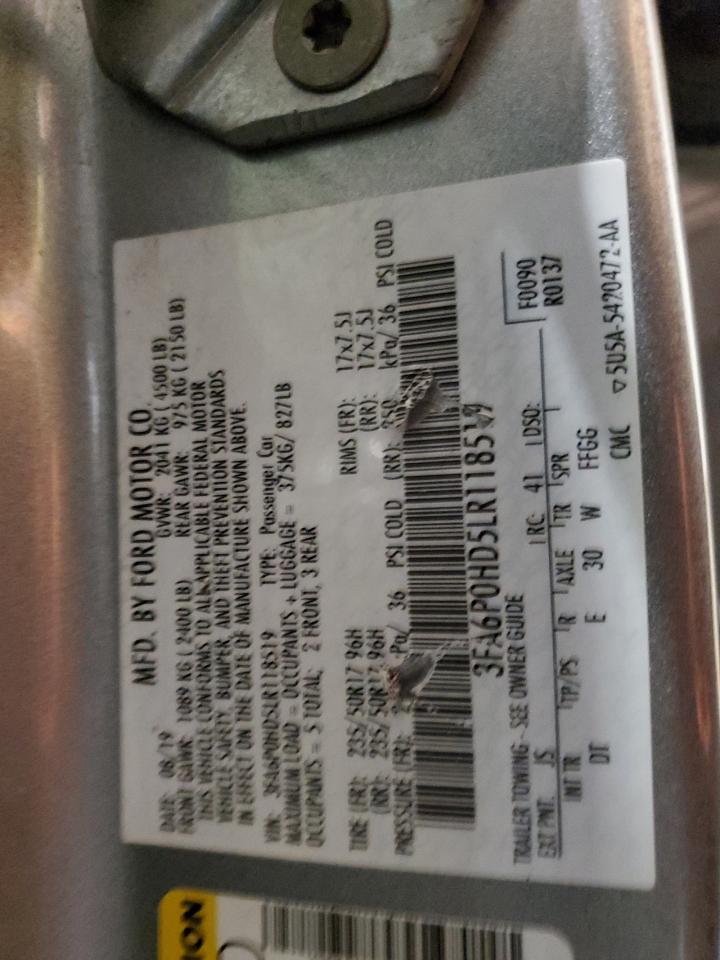 MFD. BY FORD MOTOR CO.
DATE: 08/19 GVWR: 2041 KG ( 4500 LB)
FRONT GAWR: 1089 KG ( 2400 LB) REAR GAWR: 975 KG ( 2150 LB)
THIS VEHICLE CONFORMS TO ALL APPLICABLE FEDERAL MOTOR
VEHICLE SAFETY, BUMPER, AND THEFT PREVENTION STANDARDS
IN EFFECT ON THE DATE OF MANUFACTURE SHOWN ABOVE.
VIN: 3FA6P0HD5LR118519 TYPE: Passenger Car
MAXIMUM LOAD = OCCUPANTS + LUGGAGE = 375KG/ 827LB
OCCUPANTS = 5 TOTAL: 2 FRONT, 3 REAR
TIRE (FR): 235/50R17 96H RIMS (FR): 17x7.5J
(RR): 235/50R17 96H (RR): 17x7.5J
PRESSURE (FR): kPa/ 36 PSI COLD (RR): 250 kPa/ 36 PSI COLD
3FA6P0HD5LR118519
TRAILER TOWING - SEE OWNER GUIDE
F0090
R0137
EXT PNT: JS RC: 41 DSO:
INT TR TP/PS R AXLE TR SPR
DT E 30 W FFGG
CMC ▽5U5A-5420472-AA
ION